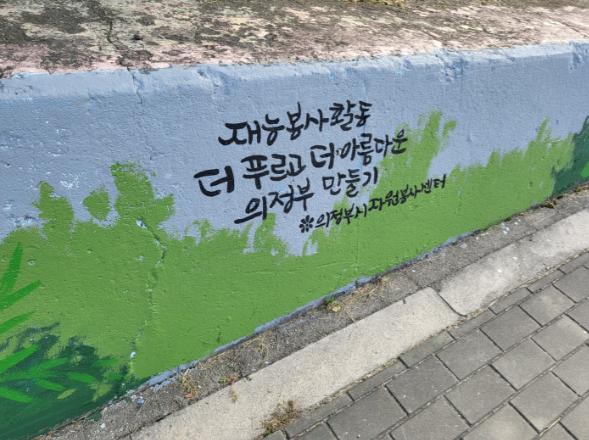 재능봉사활동
더 푸르고 더 아름다운
의정부 만들기
※의정부시자원봉사센터